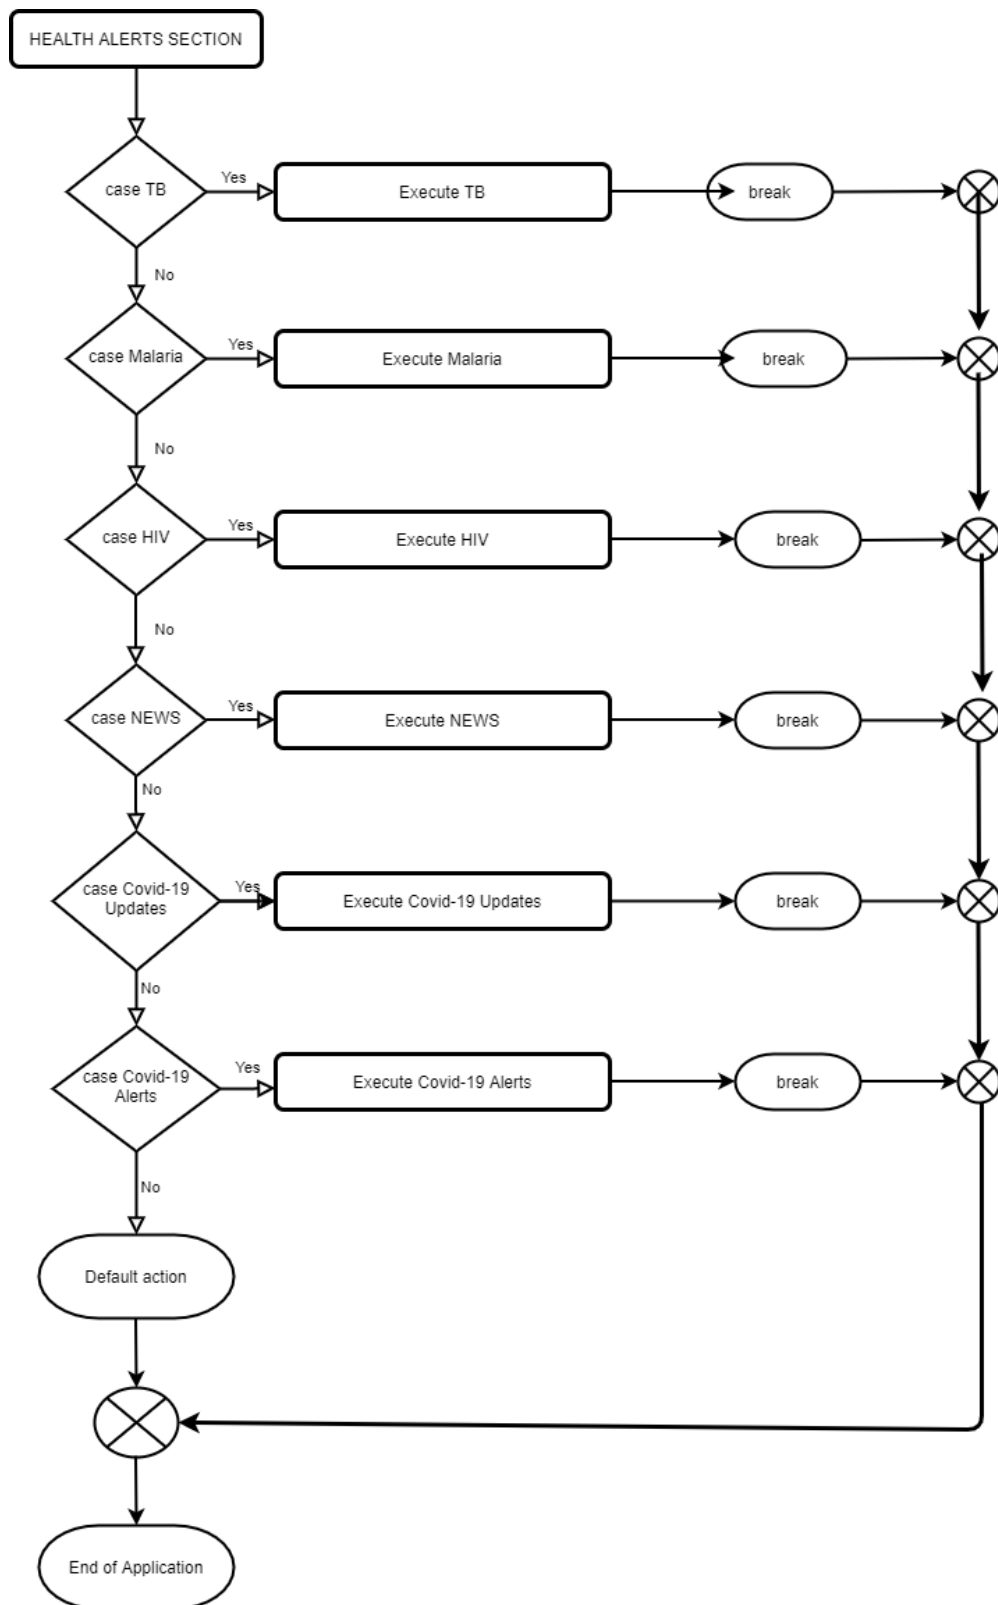 HEALTH ALERTS SECTION
case TB
Yes
Execute TB
break
No
case Malaria
Yes
Execute Malaria
break
No
case HIV
Yes
Execute HIV
break
No
case NEWS
Yes
Execute NEWS
break
No
case Covid-19
Updates
Yes
Execute Covid-19 Updates
break
No
case Covid-19
Alerts
Yes
Execute Covid-19 Alerts
break
No
Default action
End of Application